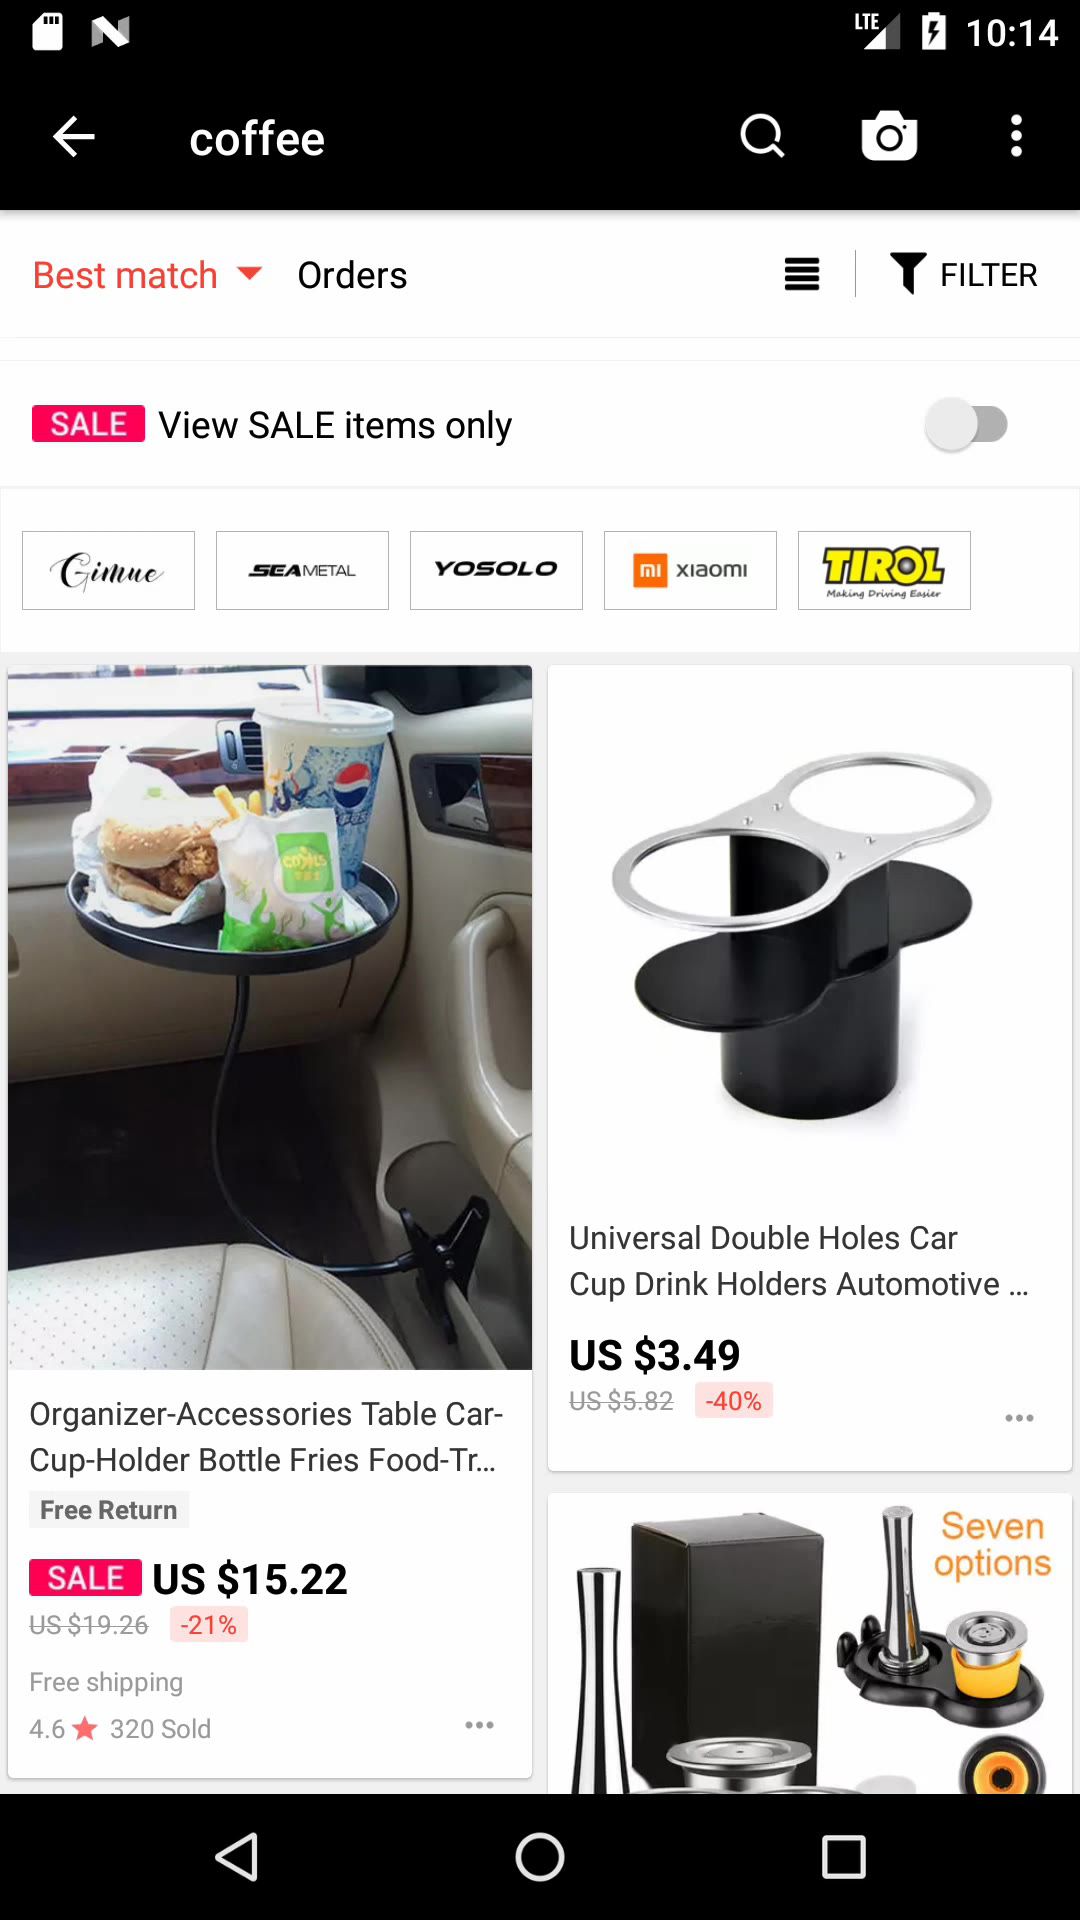 LTE 10:14
coffee
Best match Orders FILTER
SALE View SALE items only
Gimue SEAMETAL YOSOLO mi xiaomi TIROL
Making Driving Easier
Universal Double Holes Car
Cup Drink Holders Automotive ...
US $3.49
US $5.82 -40%
Organizer-Accessories Table Car-
Cup-Holder Bottle Fries Food-Tr...
Free Return
SALE US $15.22
US $19.26 -21%
Free shipping
4.6 320 Sold
Seven
options